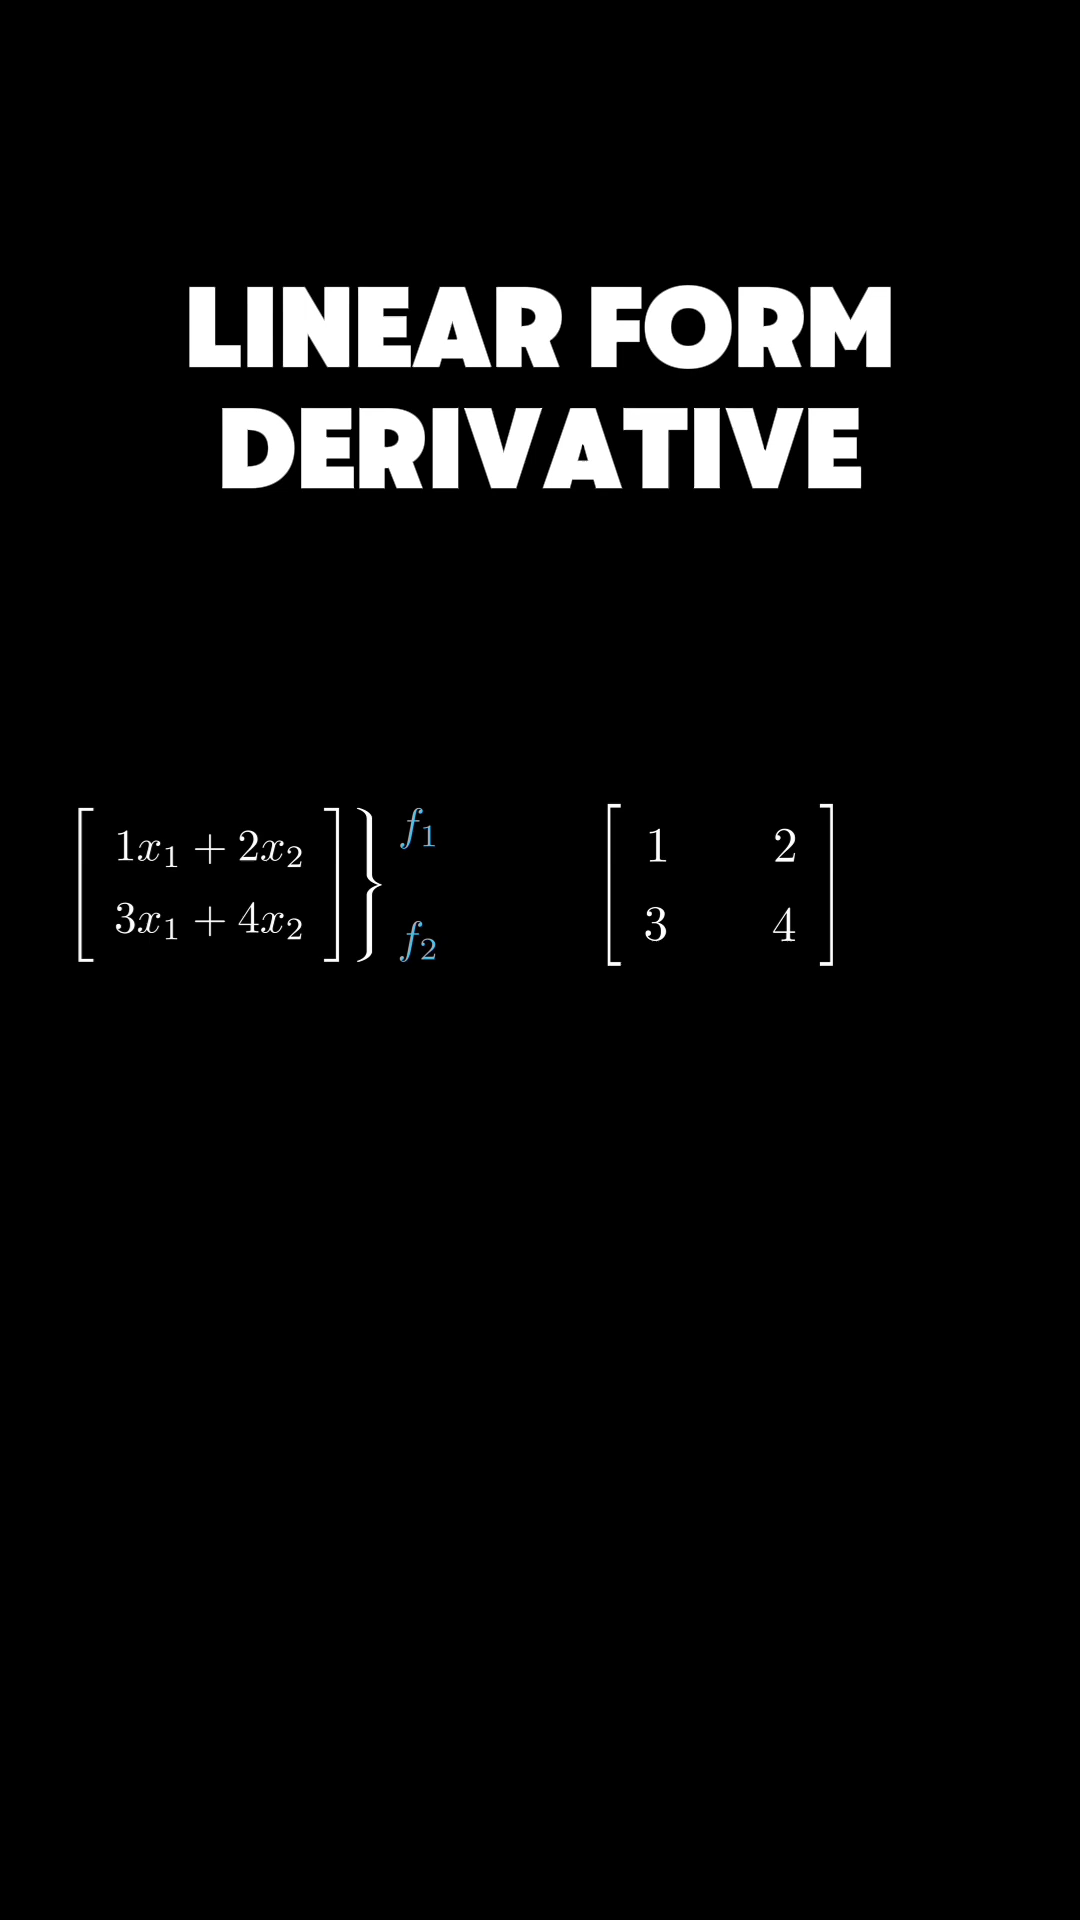 LINEAR FORM
DERIVATIVE
[ 1x₁ + 2x₂ ] } f₁ [ 1 2 ]
[ 3x₁ + 4x₂ ] } f₂ [ 3 4 ]